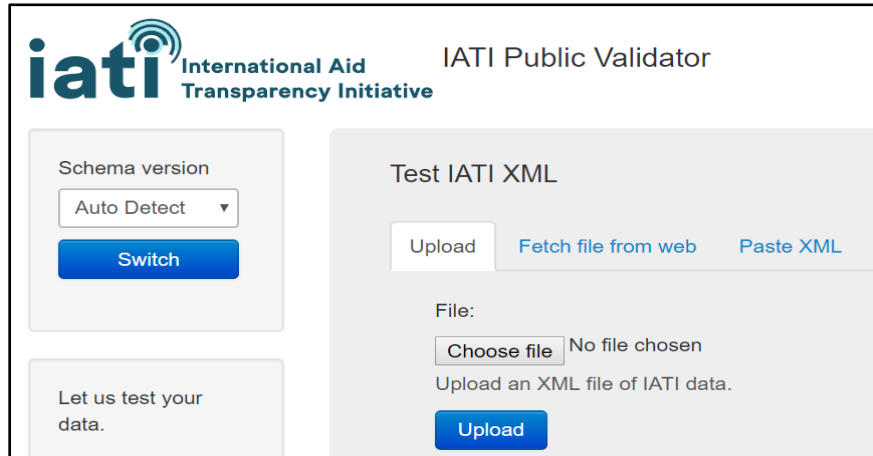 iati International Aid
Transparency Initiative
IATI Public Validator
Schema version
Auto Detect
Switch
Let us test your
data.
Test IATI XML
Upload Fetch file from web Paste XML
File:
Choose file No file chosen
Upload an XML file of IATI data.
Upload